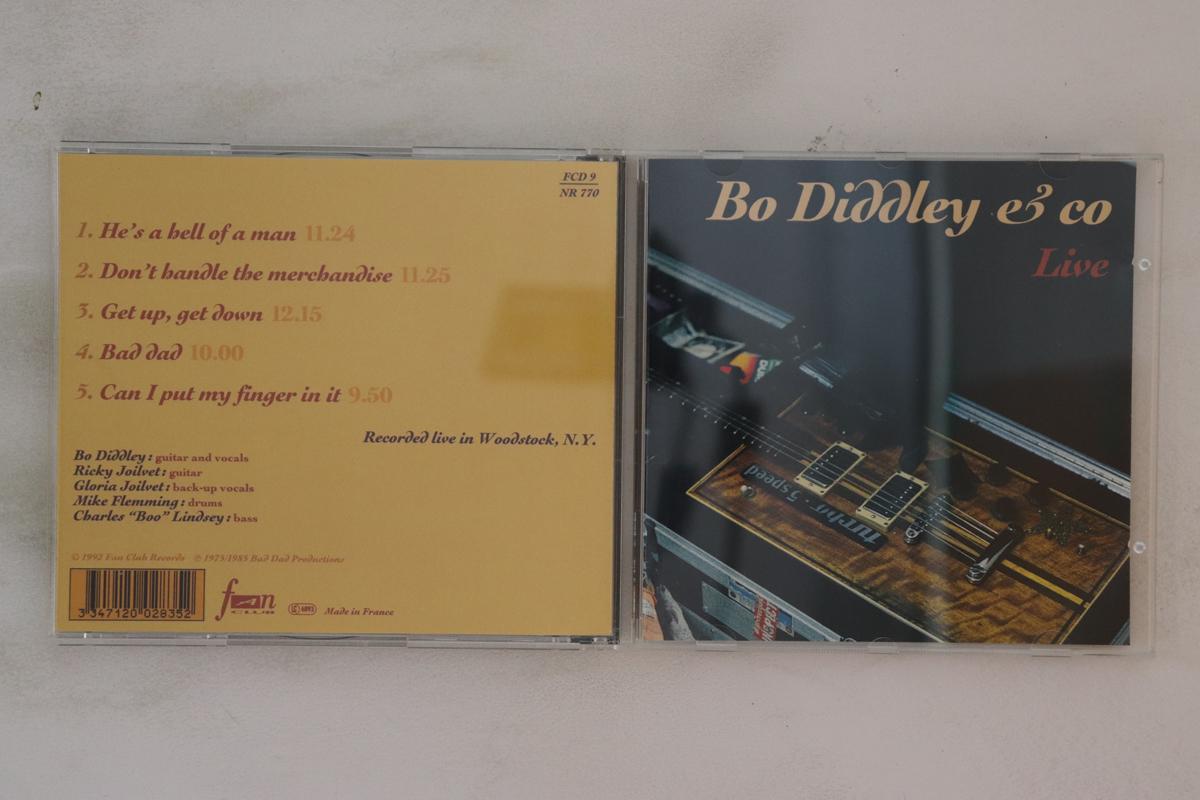 FCD 9
NR 770
1. He's a hell of a man 11.24
2. Don't handle the merchandise 11.25
3. Get up, get down 12.15
4. Bad dad 10.00
5. Can I put my finger in it 9.50
Recorded live in Woodstock, N.Y.
Bo Diddley : guitar and vocals
Ricky Joilvet : guitar
Gloria Joilvet : back-up vocals
Mike Flemming : drums
Charles “Boo” Lindsey : bass
© 1992 Fan Club Records ℗ 1975/1985 Bad Dad Productions
3 347120 028352
fan
CLUB
Made in France
Bo Diddley & co
Live
Turbo 5 speed